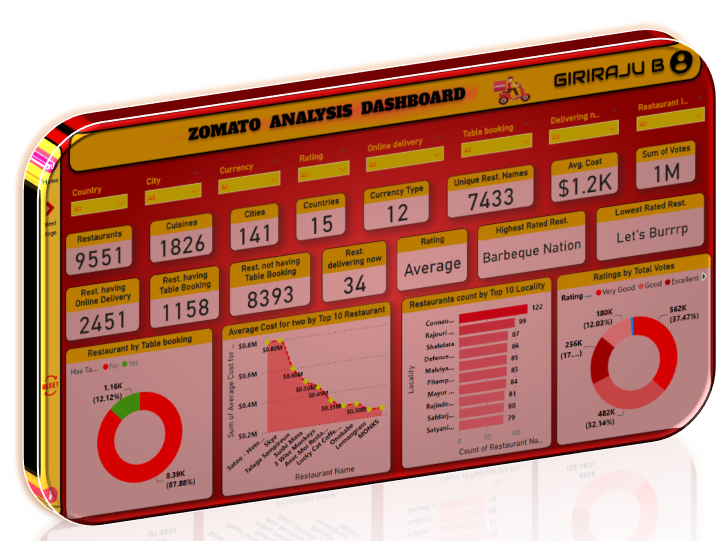 ZOMATO ANALYSIS DASHBOARD
GIRIRAJU B
Country
All
City
All
Currency
All
Rating
All
Online delivery
All
Table booking
All
Delivering n...
All
Restaurant I...
All
Restaurants
9551
Cuisines
1826
Cities
141
Countries
15
Currency Type
12
Unique Rest. Names
7433
Avg. Cost
$1.2K
Sum of Votes
1M
Rest. having
Online Delivery
2451
Rest. having
Table Booking
1158
Rest. not having
Table Booking
8393
Rest.
delivering now
34
Rating
Average
Highest Rated Rest.
Barbeque Nation
Lowest Rated Rest.
Let's Burrrp
RESET
Restaurant by Table booking
Has Ta... No Yes
1.16K
(12.12%)
8.39K
(87.88%)
Average Cost for two by Top 10 Restaurant
Sum of Average Cost for ...
$0.8M
$0.6M
$0.4M
$0.2M
$0.80M
$0.35M
$0.30M
Satoo - Hote...
Skye
Talaga Sampireun
Sushi Masa
3 Wise Monkeys
Avec Moi Resta...
Lucky Cat Coffe...
Onokabe
Lemongrass
MONKS
Restaurant Name
Restaurants count by Top 10 Locality
Locality
Connau... 122
Rajouri ... 99
Shahdara 87
Defence... 86
Malviya... 85
Pitamp... 85
Mayur ... 84
Rajinde... 81
Safdarj... 80
Satyani... 79
0 50 100
Count of Restaurant Na...
Ratings by Total Votes
Rating ... Very Good Good Excellent
180K
(12.03%)
562K
(37.47%)
256K
(17....)
482K
(32.14%)